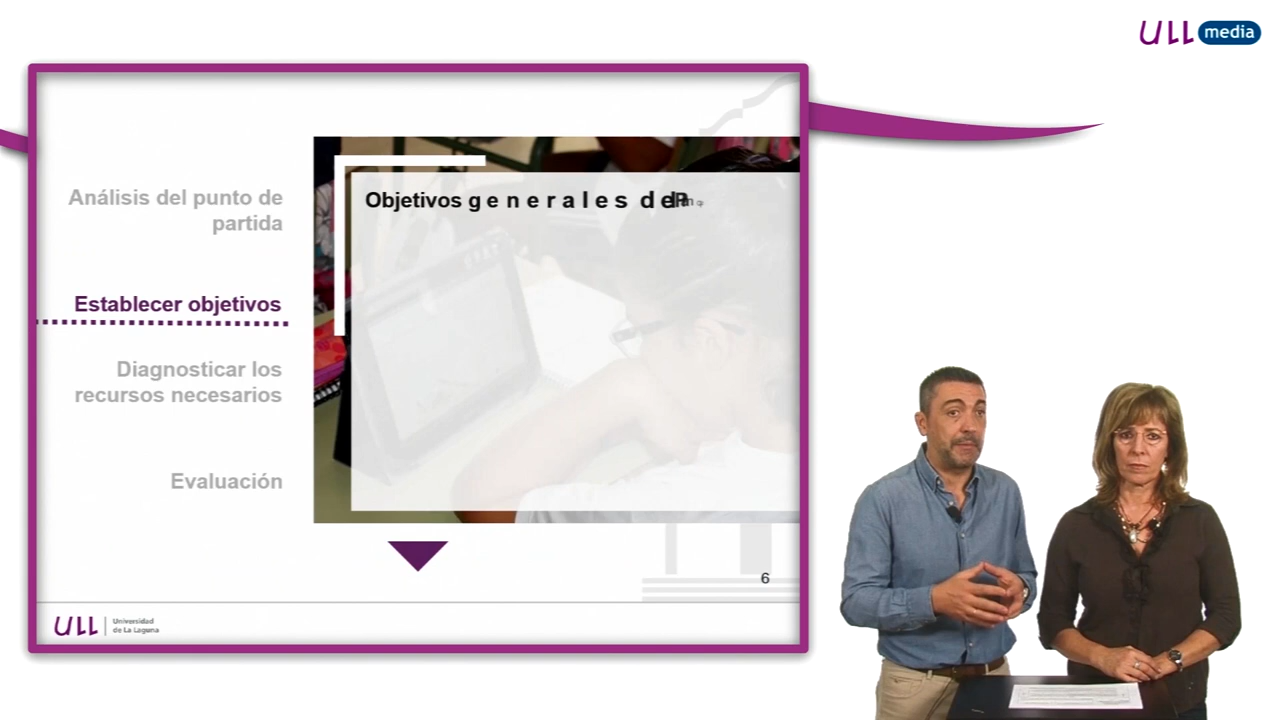 ULL media
Análisis del punto de
partida
Establecer objetivos
Diagnosticar los
recursos necesarios
Evaluación
Objetivos generales del
6
ULL
Universidad
de La Laguna